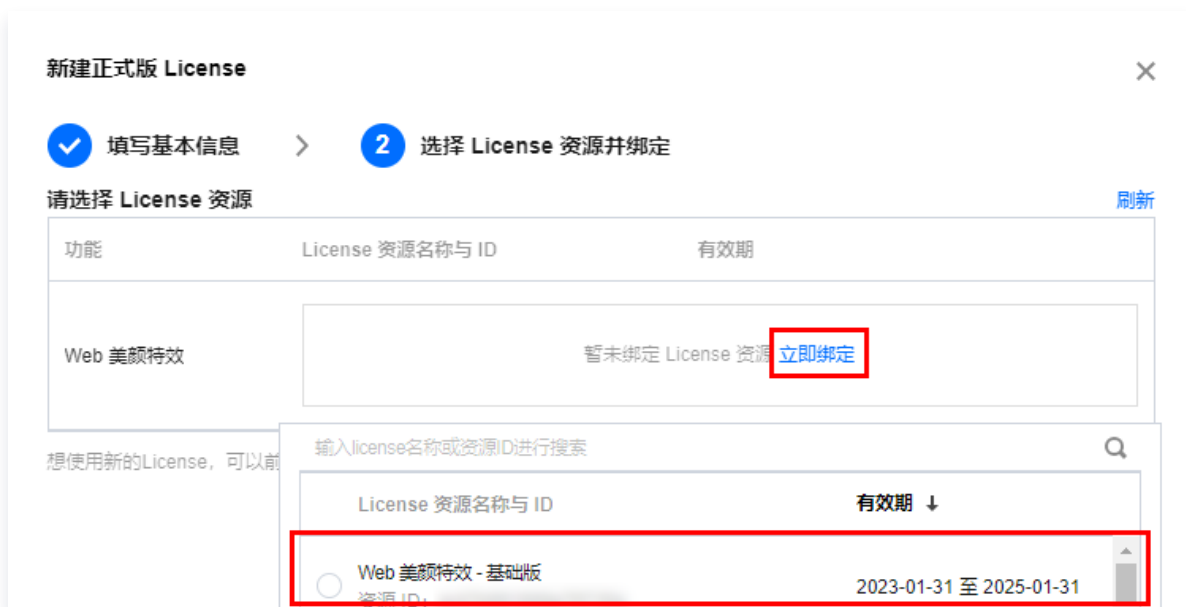 新建正式版 License
填写基本信息
2 选择 License 资源并绑定
请选择 License 资源
刷新
功能 License 资源名称与 ID 有效期
Web 美颜特效
暂未绑定 License 资源 立即绑定
想使用新的License，可以前
输入license名称或资源ID进行搜索
License 资源名称与 ID 有效期 ↓
Web 美颜特效 - 基础版
资源 ID：
2023-01-31 至 2025-01-31